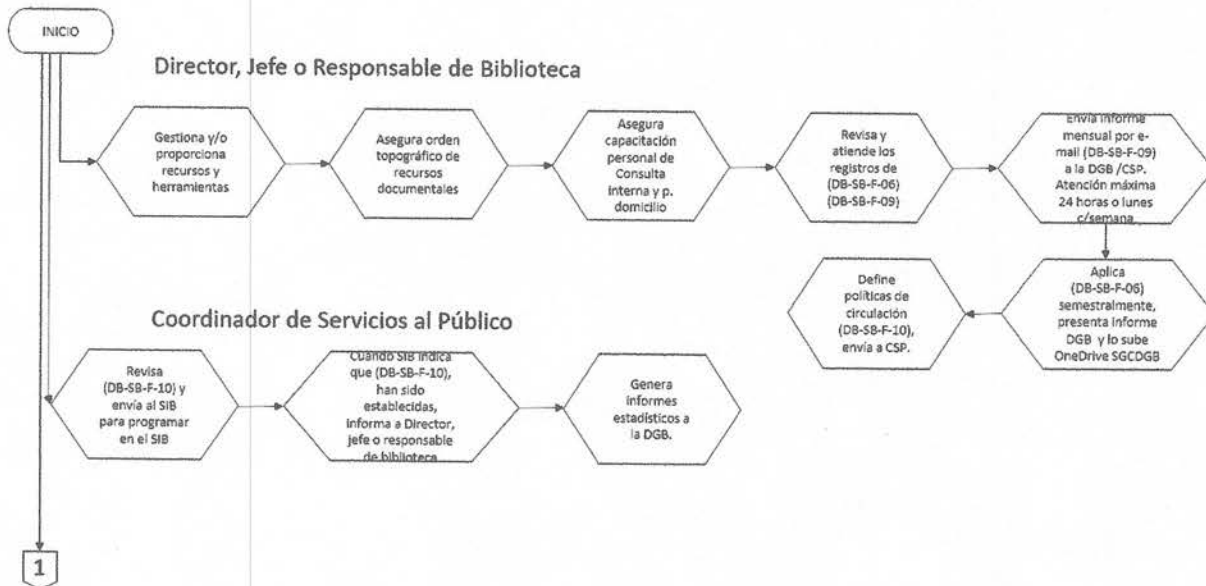 INICIO
Director, Jefe o Responsable de Biblioteca
Gestiona y/o
proporciona
recursos y
herramientas
Asegura orden
topográfico de
recursos
documentales
Asegura
capacitación
personal de
Consulta
interna y p.
domicilio
Revisa y
atiende los
registros de
(DB-SB-F-06)
(DB-SB-F-09)
Envía informe
mensual por e-
mail (DB-SB-F-09)
a la DGB /CSP.
Atención máxima
24 horas o lunes
c/semana
Aplica
(DB-SB-F-06)
semestralmente,
presenta informe
DGB y lo sube
OneDrive SGCDGB
Define
políticas de
circulación
(DB-SB-F-10),
envía a CSP.
Coordinador de Servicios al Público
Revisa
(DB-SB-F-10) y
envía al SIB
para programar
en el SIB
Cuando SIB indica
que (DB-SB-F-10),
han sido
establecidas,
informa a Director,
jefe o responsable
de biblioteca
Genera
informes
estadísticos a
la DGB.
1